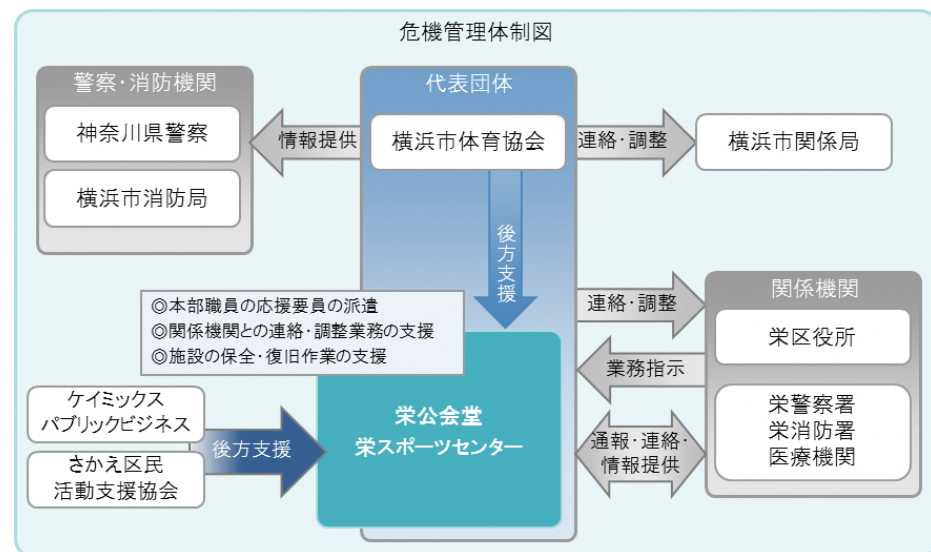 危機管理体制図
警察・消防機関
神奈川県警察
横浜市消防局
情報提供
代表団体
横浜市体育協会
連絡・調整
横浜市関係局
後方支援
◎本部職員の応援要員の派遣
◎関係機関との連絡・調整業務の支援
◎施設の保全・復旧作業の支援
ケイミックス
パブリックビジネス
さかえ区民
活動支援協会
後方支援
栄公会堂
栄スポーツセンター
連絡・調整
業務指示
通報・連絡・
情報提供
関係機関
栄区役所
栄警察署
栄消防署
医療機関